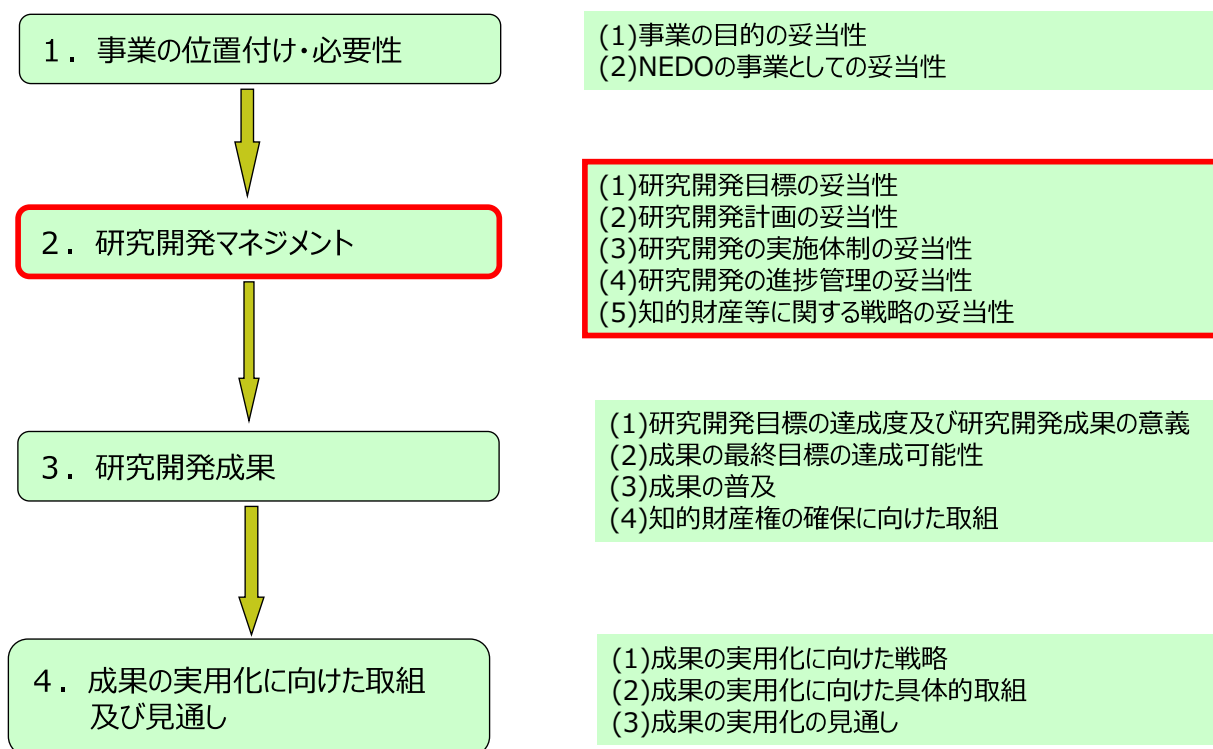 １．事業の位置付け・必要性
(1)事業の目的の妥当性
(2)NEDOの事業としての妥当性
２．研究開発マネジメント
(1)研究開発目標の妥当性
(2)研究開発計画の妥当性
(3)研究開発の実施体制の妥当性
(4)研究開発の進捗管理の妥当性
(5)知的財産等に関する戦略の妥当性
３．研究開発成果
(1)研究開発目標の達成度及び研究開発成果の意義
(2)成果の最終目標の達成可能性
(3)成果の普及
(4)知的財産権の確保に向けた取組
４．成果の実用化に向けた取組
及び見通し
(1)成果の実用化に向けた戦略
(2)成果の実用化に向けた具体的取組
(3)成果の実用化の見通し